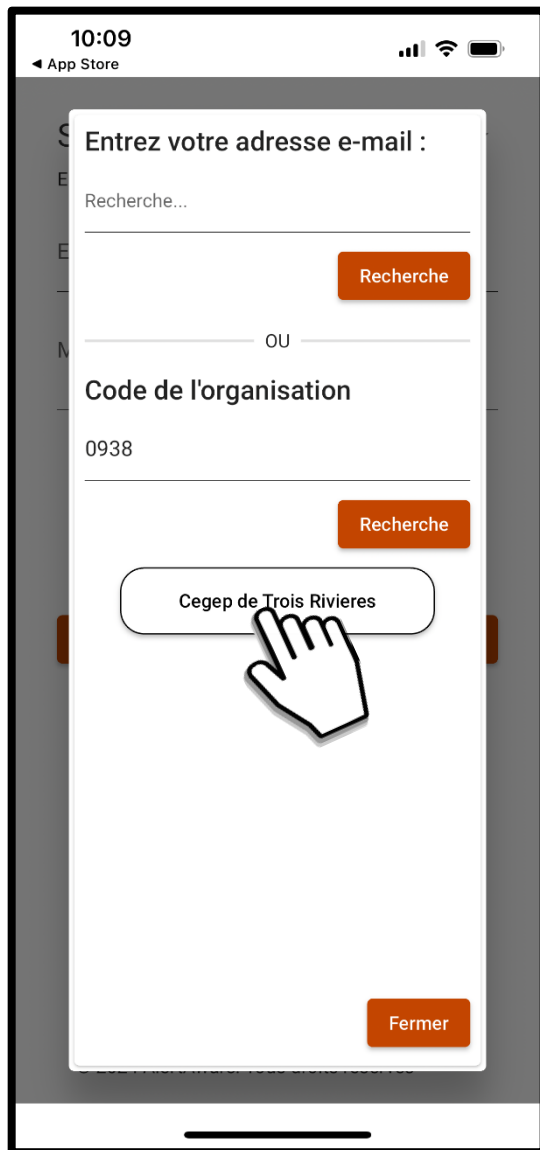 10:09
◀ App Store
Entrez votre adresse e-mail :
Recherche...
Recherche
OU
Code de l'organisation
0938
Recherche
Cegep de Trois Rivieres
Fermer